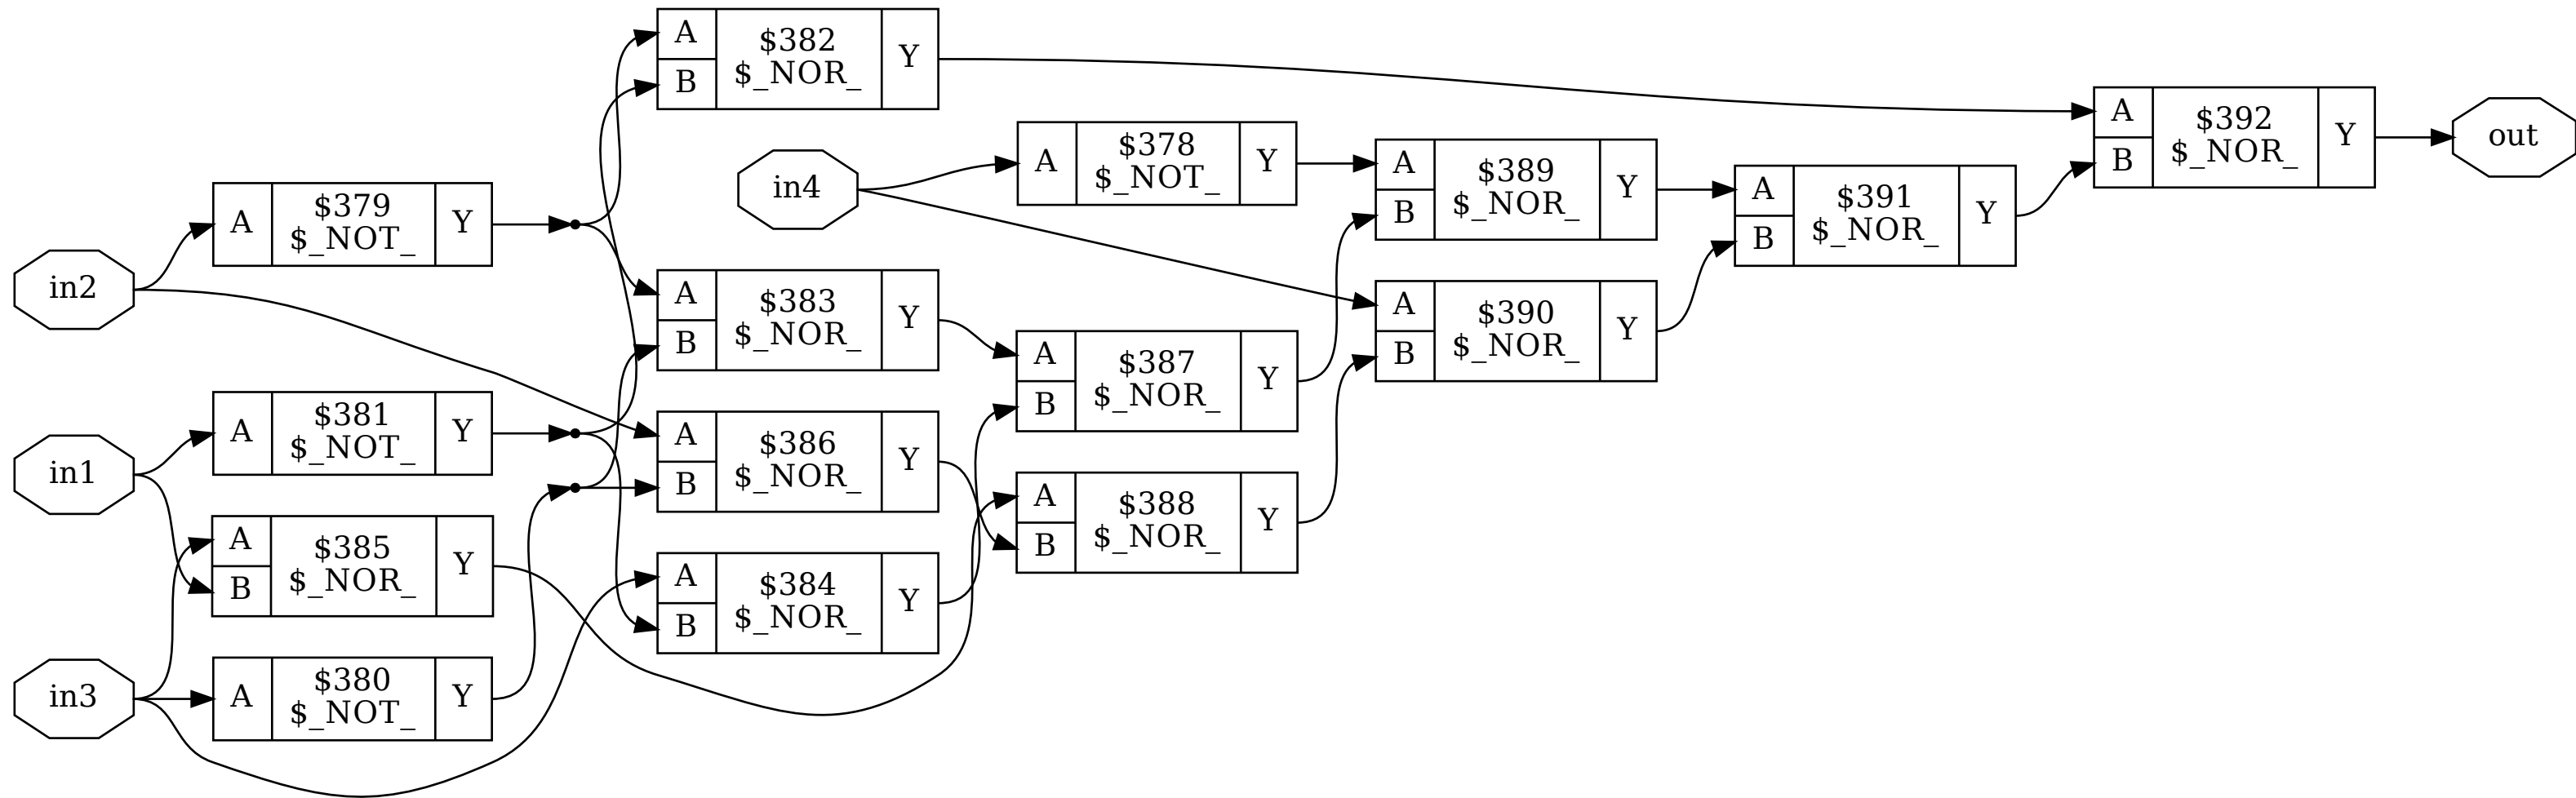 A
$382
$_NOR_
Y
B
in4
A
$378
$_NOT_
Y
A
$389
$_NOR_
Y
B
A
$392
$_NOR_
Y
B
out
A
$391
$_NOR_
Y
B
in2
A
$379
$_NOT_
Y
A
$383
$_NOR_
Y
B
A
$390
$_NOR_
Y
B
A
$387
$_NOR_
Y
B
in1
A
$381
$_NOT_
Y
A
$386
$_NOR_
Y
B
A
$388
$_NOR_
Y
B
A
$385
$_NOR_
Y
B
A
$384
$_NOR_
Y
B
in3
A
$380
$_NOT_
Y